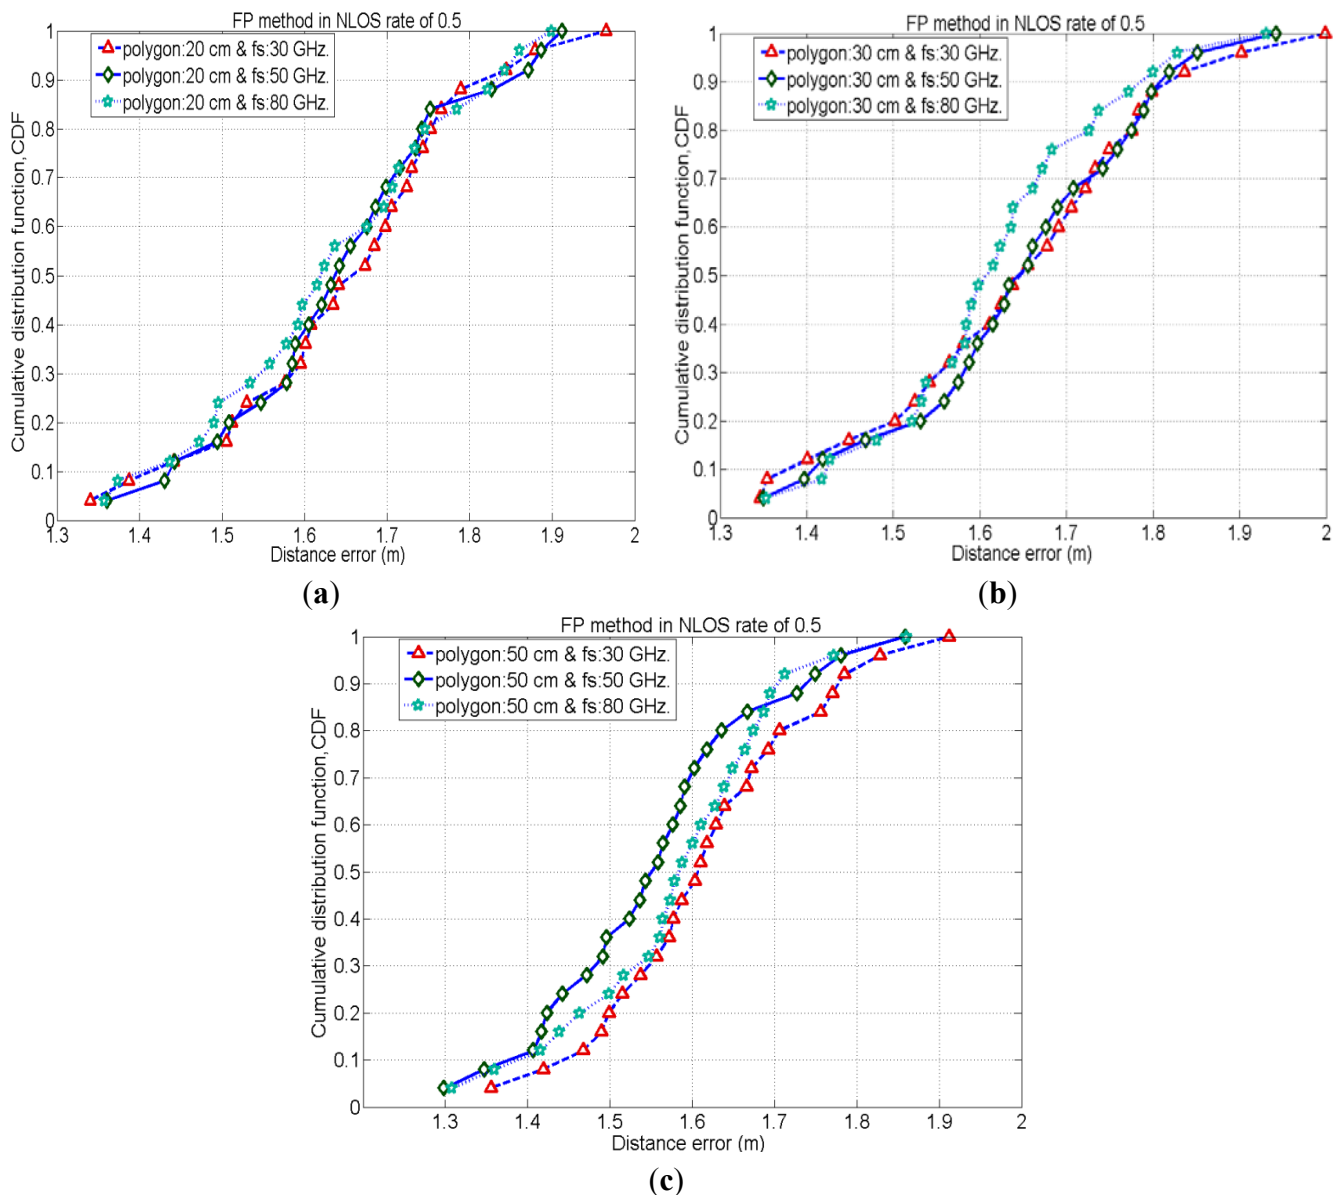 FP method in NLOS rate of 0.5
polygon:20 cm & fs:30 GHz.
polygon:20 cm & fs:50 GHz.
polygon:20 cm & fs:80 GHz.
Cumulative distribution function,CDF
1
0.9
0.8
0.7
0.6
0.5
0.4
0.3
0.2
0.1
0
1.3 1.4 1.5 1.6 1.7 1.8 1.9 2
Distance error (m)
(a)
FP method in NLOS rate of 0.5
polygon:30 cm & fs:30 GHz.
polygon:30 cm & fs:50 GHz.
polygon:30 cm & fs:80 GHz.
Cumulative distribution function,CDF
1
0.9
0.8
0.7
0.6
0.5
0.4
0.3
0.2
0.1
0
1.3 1.4 1.5 1.6 1.7 1.8 1.9 2
Distance error (m)
(b)
FP method in NLOS rate of 0.5
polygon:50 cm & fs:30 GHz.
polygon:50 cm & fs:50 GHz.
polygon:50 cm & fs:80 GHz.
Cumulative distribution function,CDF
1
0.9
0.8
0.7
0.6
0.5
0.4
0.3
0.2
0.1
0
1.3 1.4 1.5 1.6 1.7 1.8 1.9 2
Distance error (m)
(c)